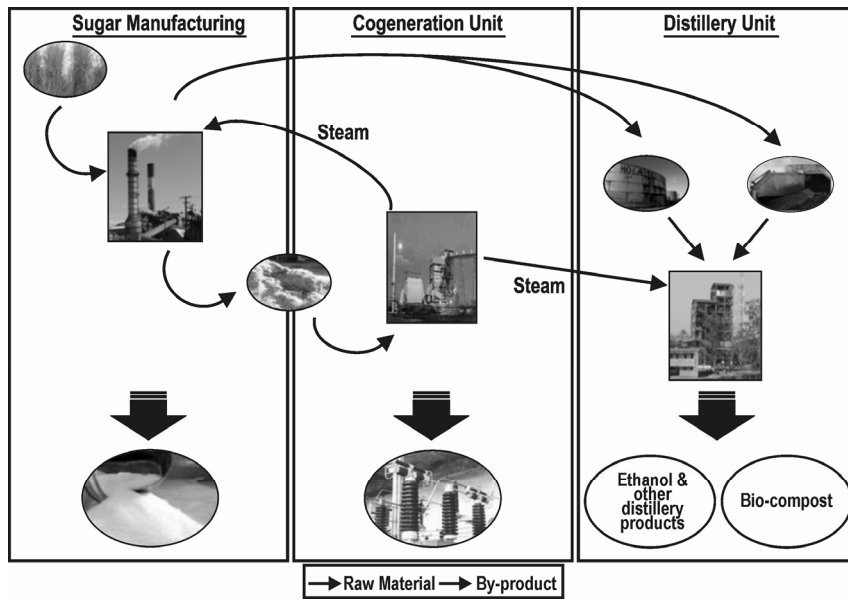 Sugar Manufacturing
Cogeneration Unit
Distillery Unit
Steam
Steam
Ethanol &
other
distillery
products
Bio-compost
Raw Material
By-product